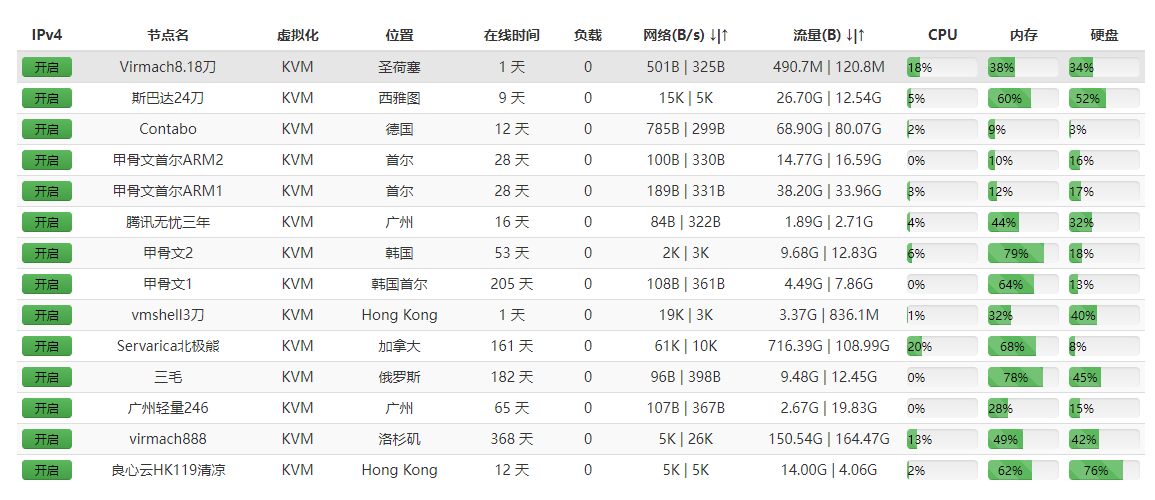 IPv4 节点名 虚拟化 位置 在线时间 负载 网络(B/s) ↓|↑ 流量(B) ↓|↑ CPU 内存 硬盘
开启 Virmach8.18刀 KVM 圣荷塞 1 天 0 501B | 325B 490.7M | 120.8M 18% 38% 34%
开启 斯巴达24刀 KVM 西雅图 9 天 0 15K | 5K 26.70G | 12.54G 5% 60% 52%
开启 Contabo KVM 德国 12 天 0 785B | 299B 68.90G | 80.07G 2% 9% 3%
开启 甲骨文首尔ARM2 KVM 首尔 28 天 0 100B | 330B 14.77G | 16.59G 0% 10% 16%
开启 甲骨文首尔ARM1 KVM 首尔 28 天 0 189B | 331B 38.20G | 33.96G 3% 12% 17%
开启 腾讯无忧三年 KVM 广州 16 天 0 84B | 322B 1.89G | 2.71G 4% 44% 32%
开启 甲骨文2 KVM 韩国 53 天 0 2K | 3K 9.68G | 12.83G 6% 79% 18%
开启 甲骨文1 KVM 韩国首尔 205 天 0 108B | 361B 4.49G | 7.86G 0% 64% 13%
开启 vmshell3刀 KVM Hong Kong 1 天 0 19K | 3K 3.37G | 836.1M 1% 32% 40%
开启 Servarica北极熊 KVM 加拿大 161 天 0 61K | 10K 716.39G | 108.99G 20% 68% 8%
开启 三毛 KVM 俄罗斯 182 天 0 96B | 398B 9.48G | 12.45G 0% 78% 45%
开启 广州轻量246 KVM 广州 65 天 0 107B | 367B 2.67G | 19.83G 0% 28% 15%
开启 virmach888 KVM 洛杉矶 368 天 0 5K | 26K 150.54G | 164.47G 13% 49% 42%
开启 良心云HK119清凉 KVM Hong Kong 12 天 0 5K | 5K 14.00G | 4.06G 2% 62% 76%